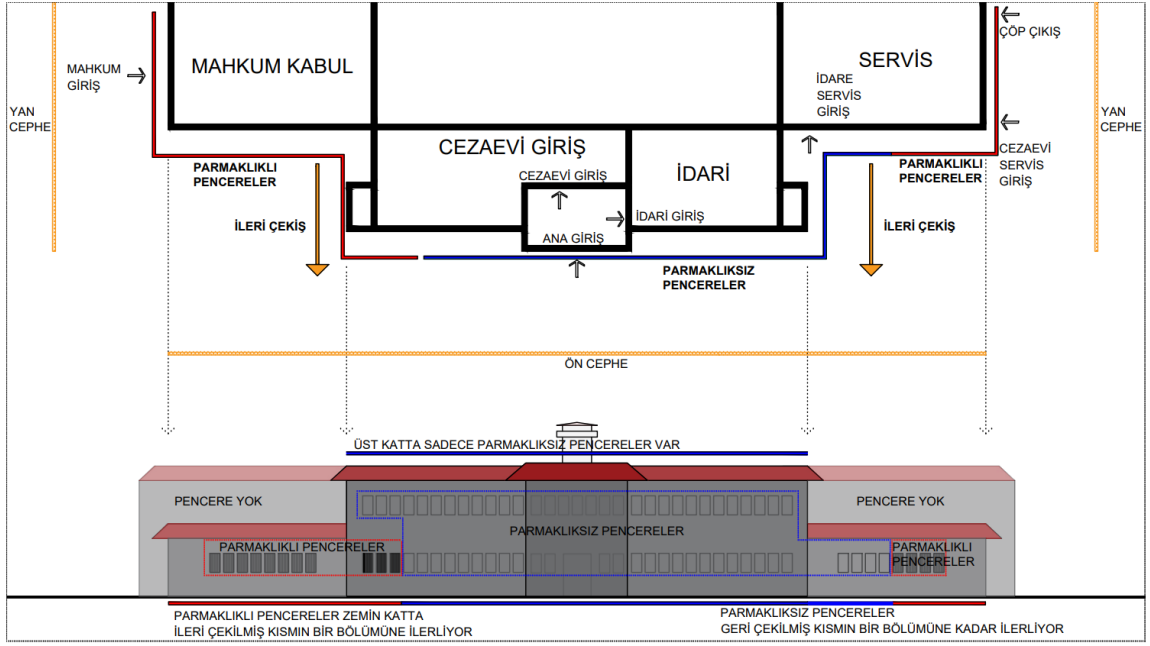 ÇÖP ÇIKIŞ
MAHKUM KABUL
SERVİS
MAHKUM
GİRİŞ
İDARE
SERVİS
GİRİŞ
YAN
CEPHE
YAN
CEPHE
CEZAEVİ GİRİŞ
CEZAEVİ
SERVİS
GİRİŞ
PARMAKLIKLI
PENCERELER
CEZAEVİ GİRİŞ
İDARİ
PARMAKLIKLI
PENCERELER
İLERİ ÇEKİŞ
İDARİ GİRİŞ
İLERİ ÇEKİŞ
ANA GİRİŞ
PARMAKLIKSIZ
PENCERELER
ÖN CEPHE
ÜST KATTA SADECE PARMAKLIKSIZ PENCERELER VAR
PENCERE YOK
PENCERE YOK
PARMAKLIKSIZ PENCERELER
PARMAKLIKLI PENCERELER
PARMAKLIKLI
PENCERELER
PARMAKLIKLI PENCERELER ZEMİN KATTA
İLERİ ÇEKİLMİŞ KISMIN BİR BÖLÜMÜNE İLERLİYOR
PARMAKLIKSIZ PENCERELER
GERİ ÇEKİLMİŞ KISMIN BİR BÖLÜMÜNE KADAR İLERLİYOR